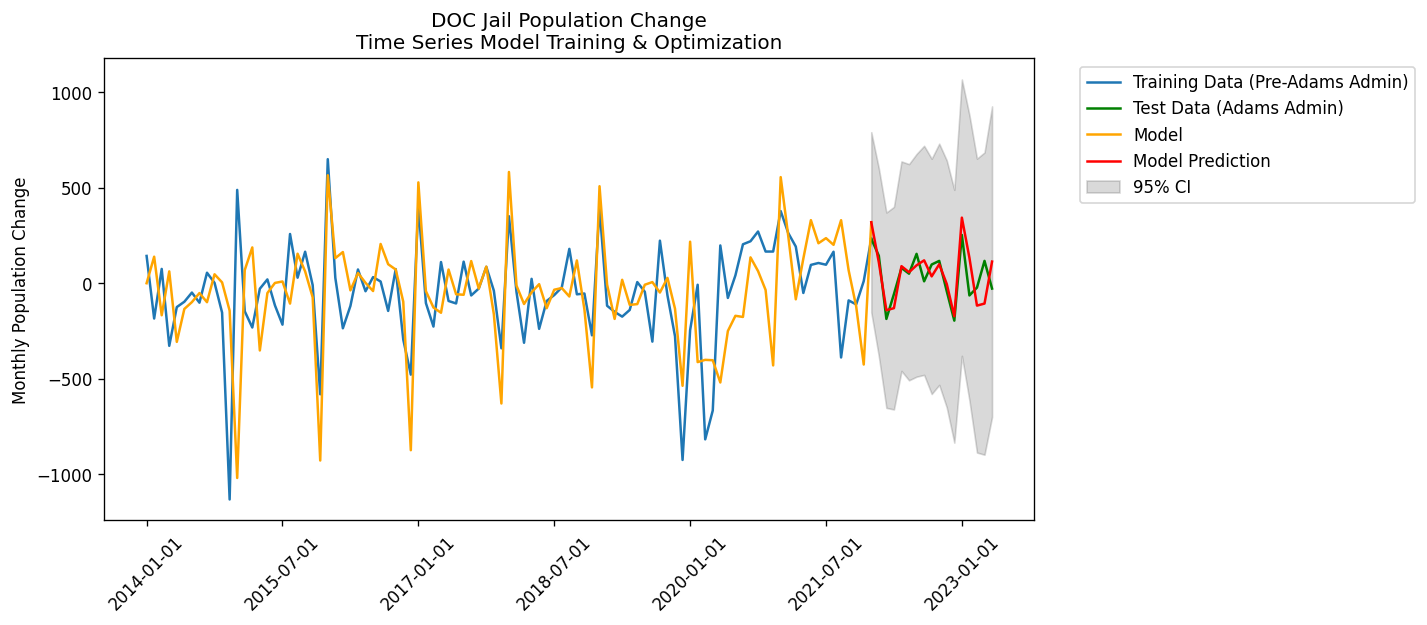 DOC Jail Population Change
Time Series Model Training & Optimization
Monthly Population Change
1000
500
0
−500
−1000
2014-01-01
2015-07-01
2017-01-01
2018-07-01
2020-01-01
2021-07-01
2023-01-01
Training Data (Pre-Adams Admin)
Test Data (Adams Admin)
Model
Model Prediction
95% CI